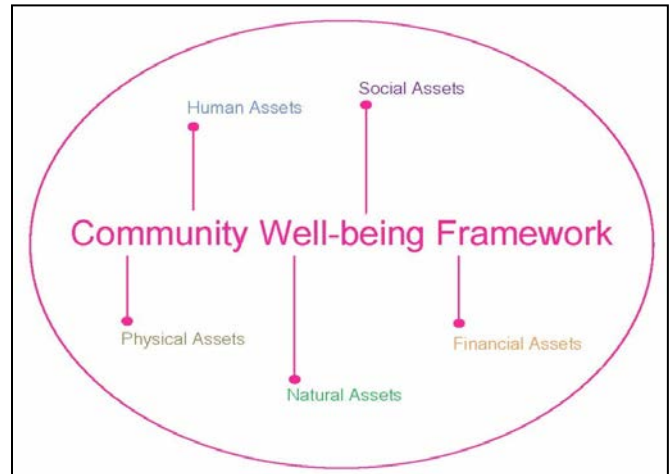 Social Assets
Human Assets
Community Well-being Framework
Physical Assets
Financial Assets
Natural Assets